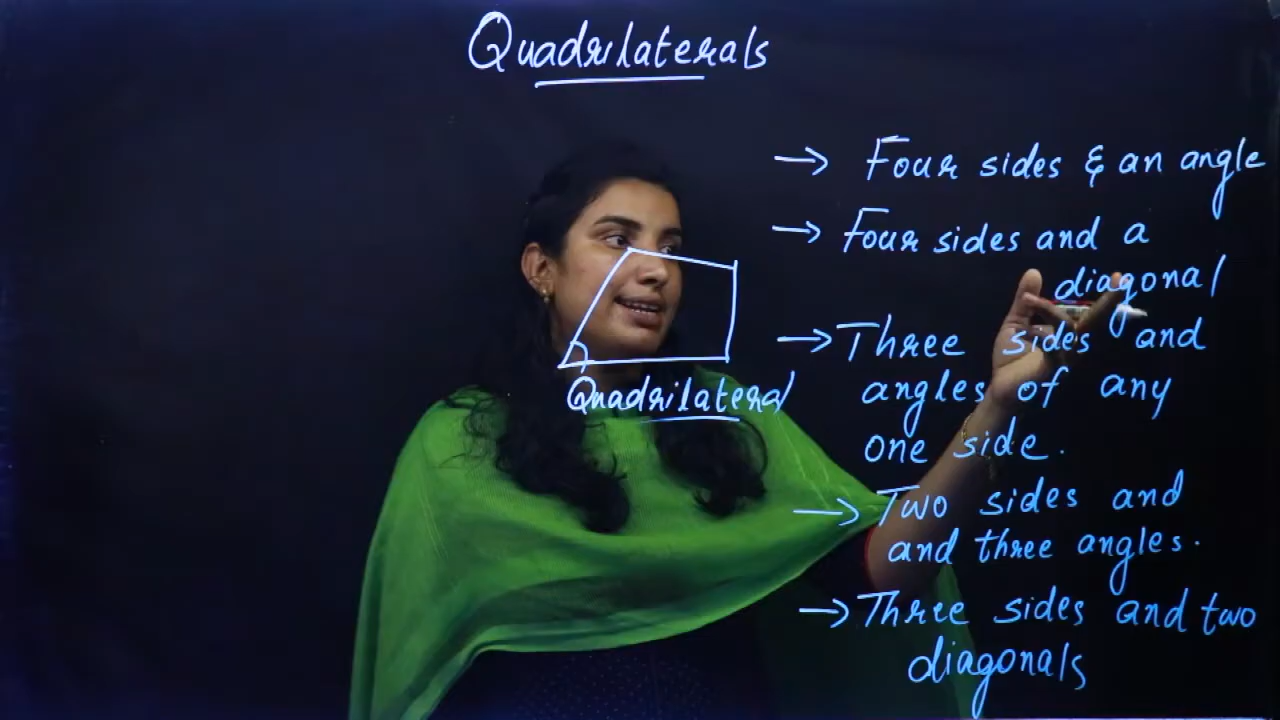 Quadrilaterals
→ Four sides & an angle
→ Four sides and a
diagonal
→ Three sides and
angles of any
one side.
→ Two sides and
and three angles.
→ Three sides and two
diagonals
Quadrilateral